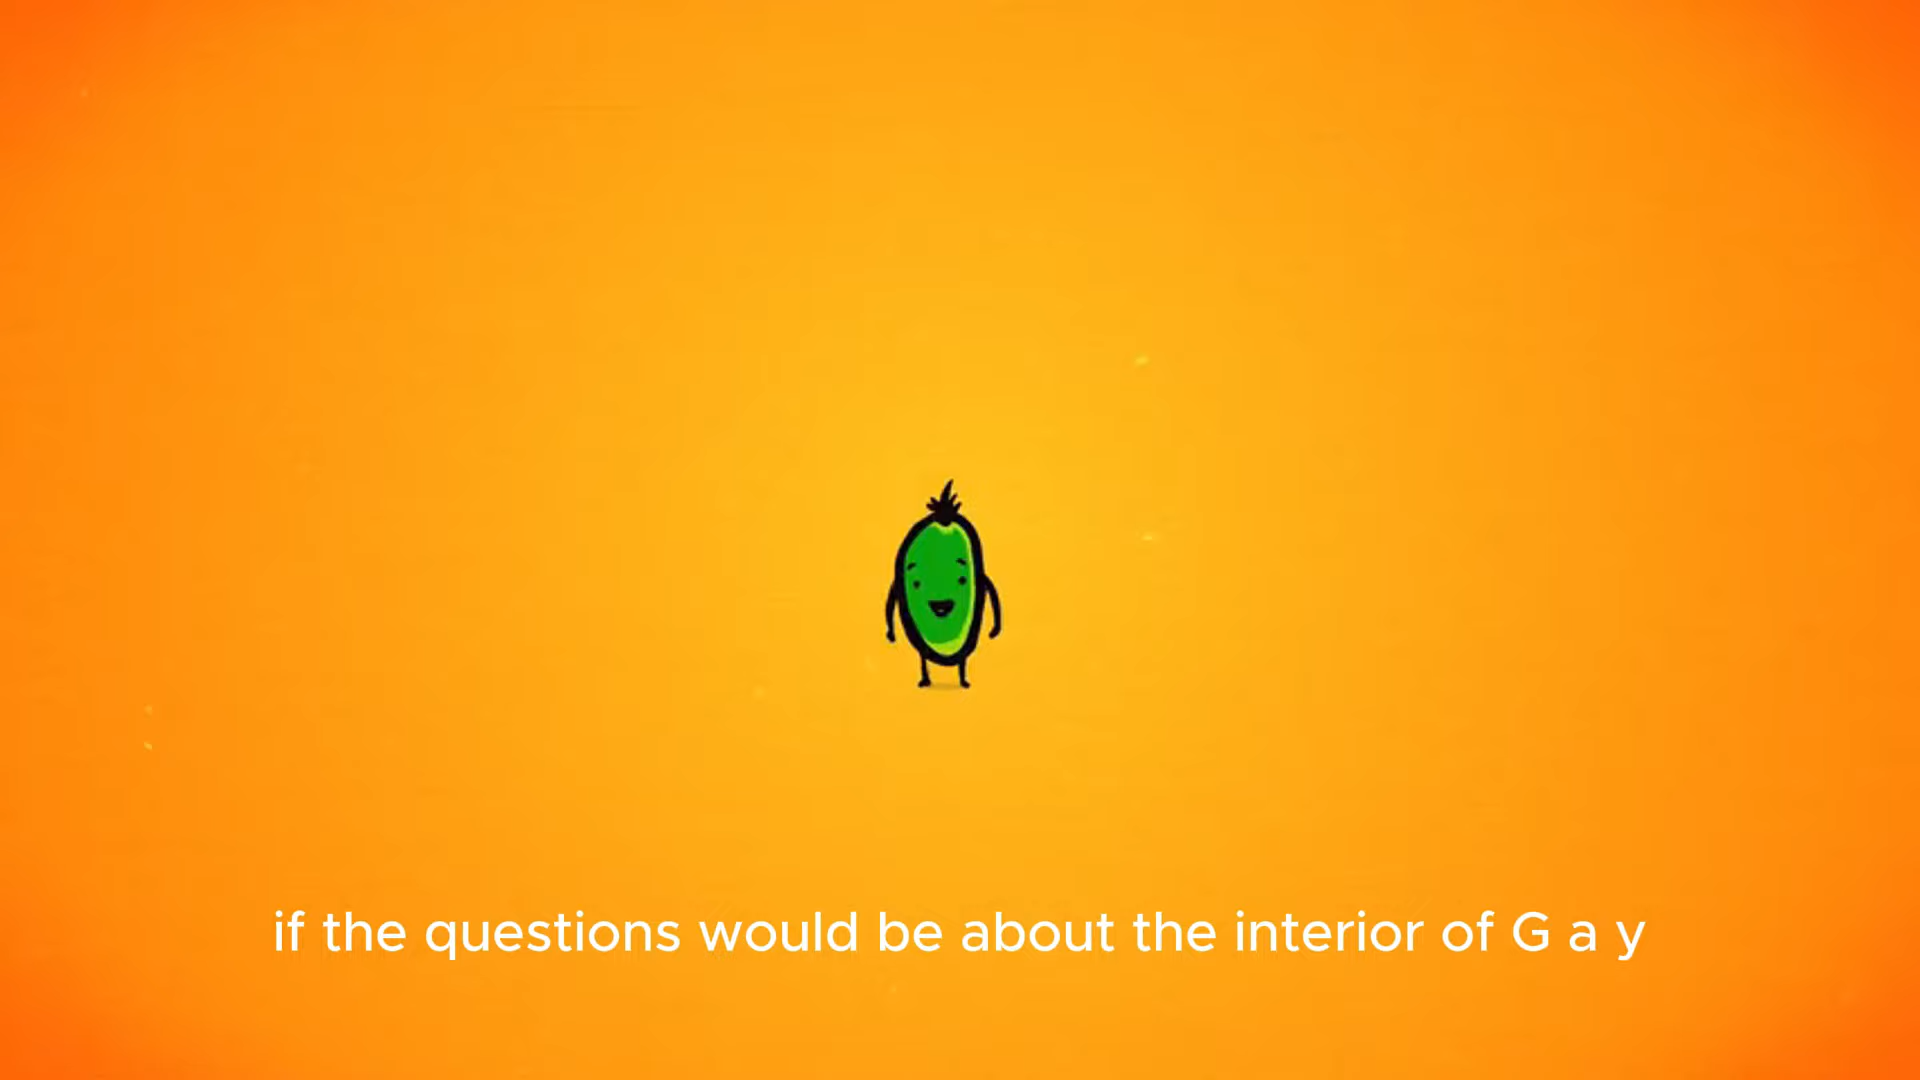 if the questions would be about the interior of G a y